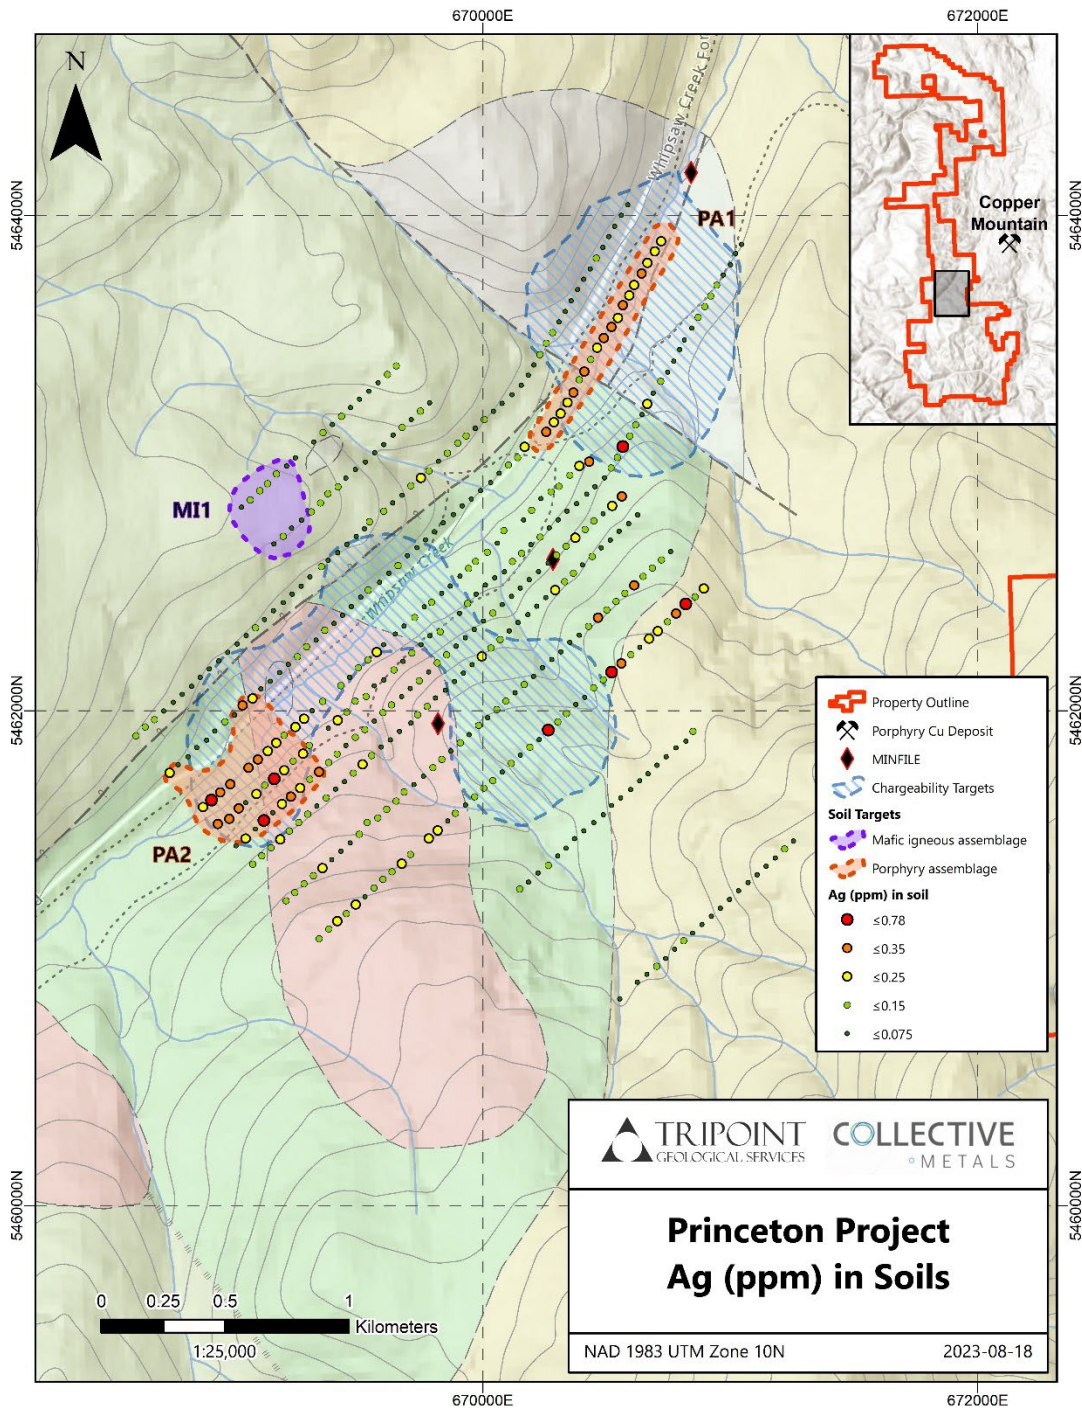 670000E
672000E
N
Whipsaw Creek For
5464000N
5464000N
PA1
Copper
Mountain
MI1
Whipsaw Creek
5462000N
5462000N
PA2
Property Outline
Porphyry Cu Deposit
MINFILE
Chargeability Targets
Soil Targets
Mafic igneous assemblage
Porphyry assemblage
Ag (ppm) in soil
≤0.78
≤0.35
≤0.25
≤0.15
≤0.075
TRIPOINT
GEOLOGICAL SERVICES
COLLECTIVE
METALS
5460000N
5460000N
Princeton Project
Ag (ppm) in Soils
0 0.25 0.5 1
Kilometers
1:25,000
NAD 1983 UTM Zone 10N
2023-08-18
670000E
672000E